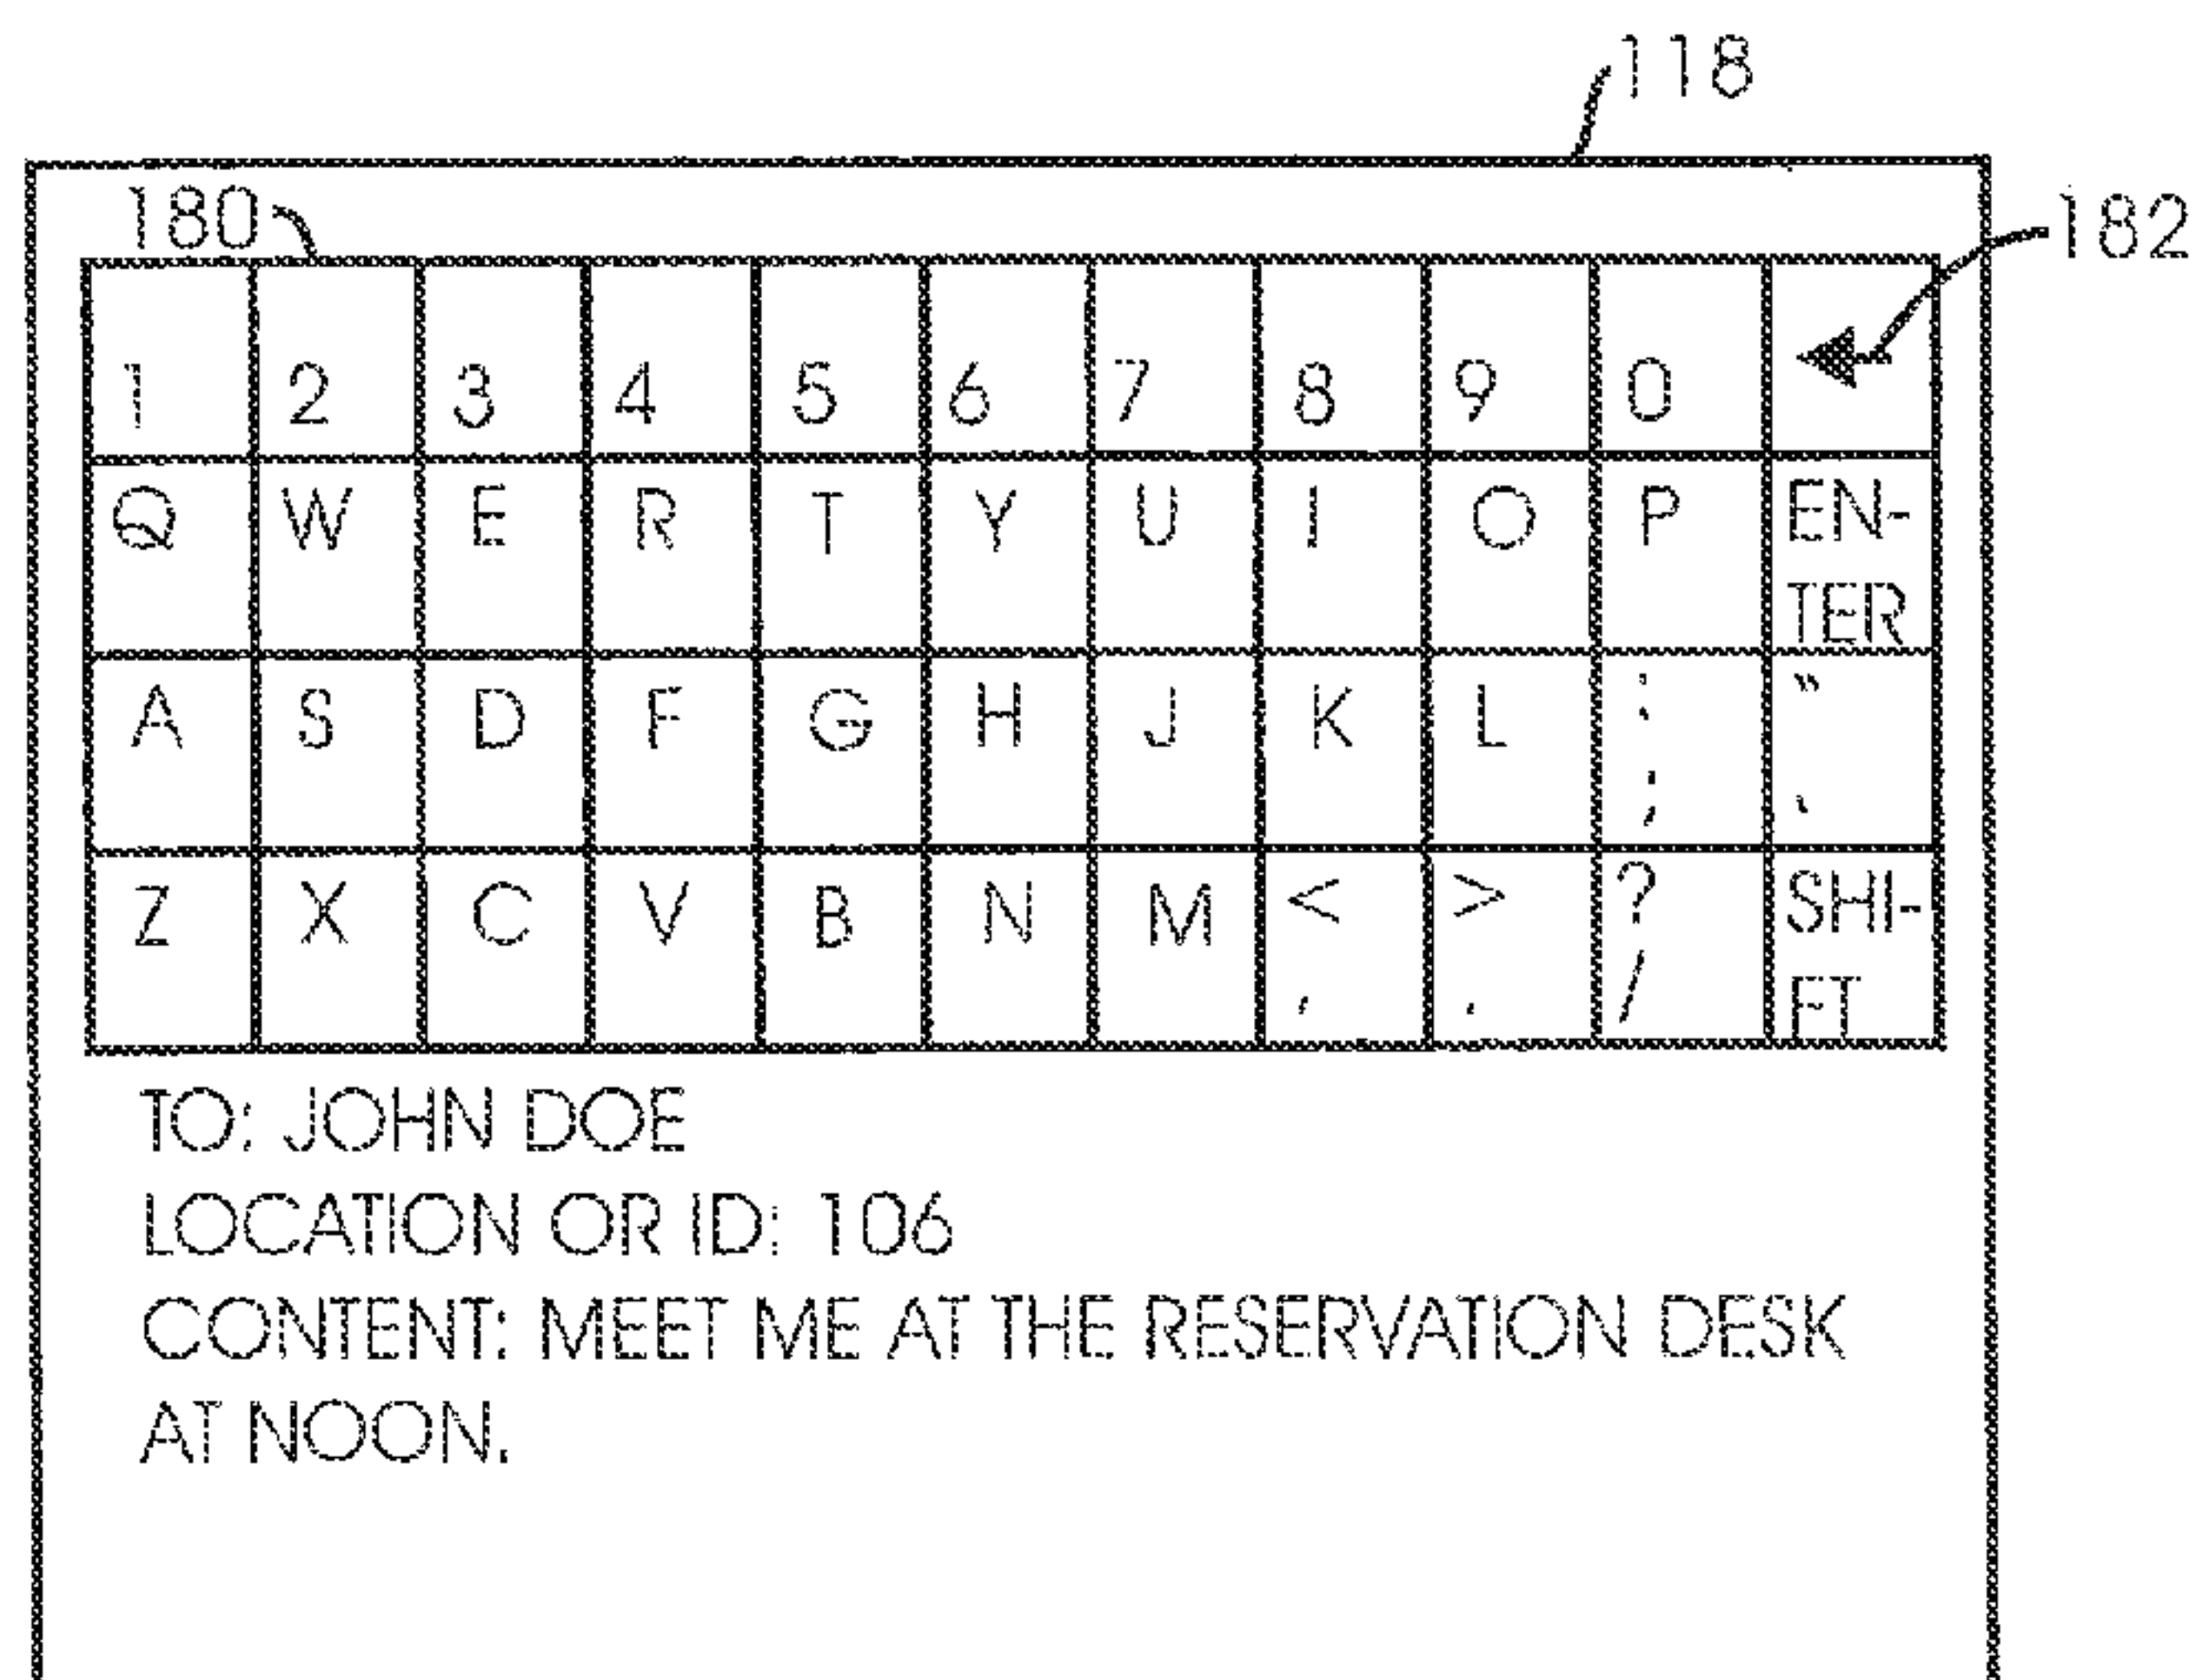 118
180
182
1 2 3 4 5 6 7 8 9 0
Q W E R T Y U I O P EN-
TER
A S D F G H J K L : "
; '
Z X C V B N M < > ? SHI-
, . / FT
TO: JOHN DOE
LOCATION OR ID: 106
CONTENT: MEET ME AT THE RESERVATION DESK
AT NOON.